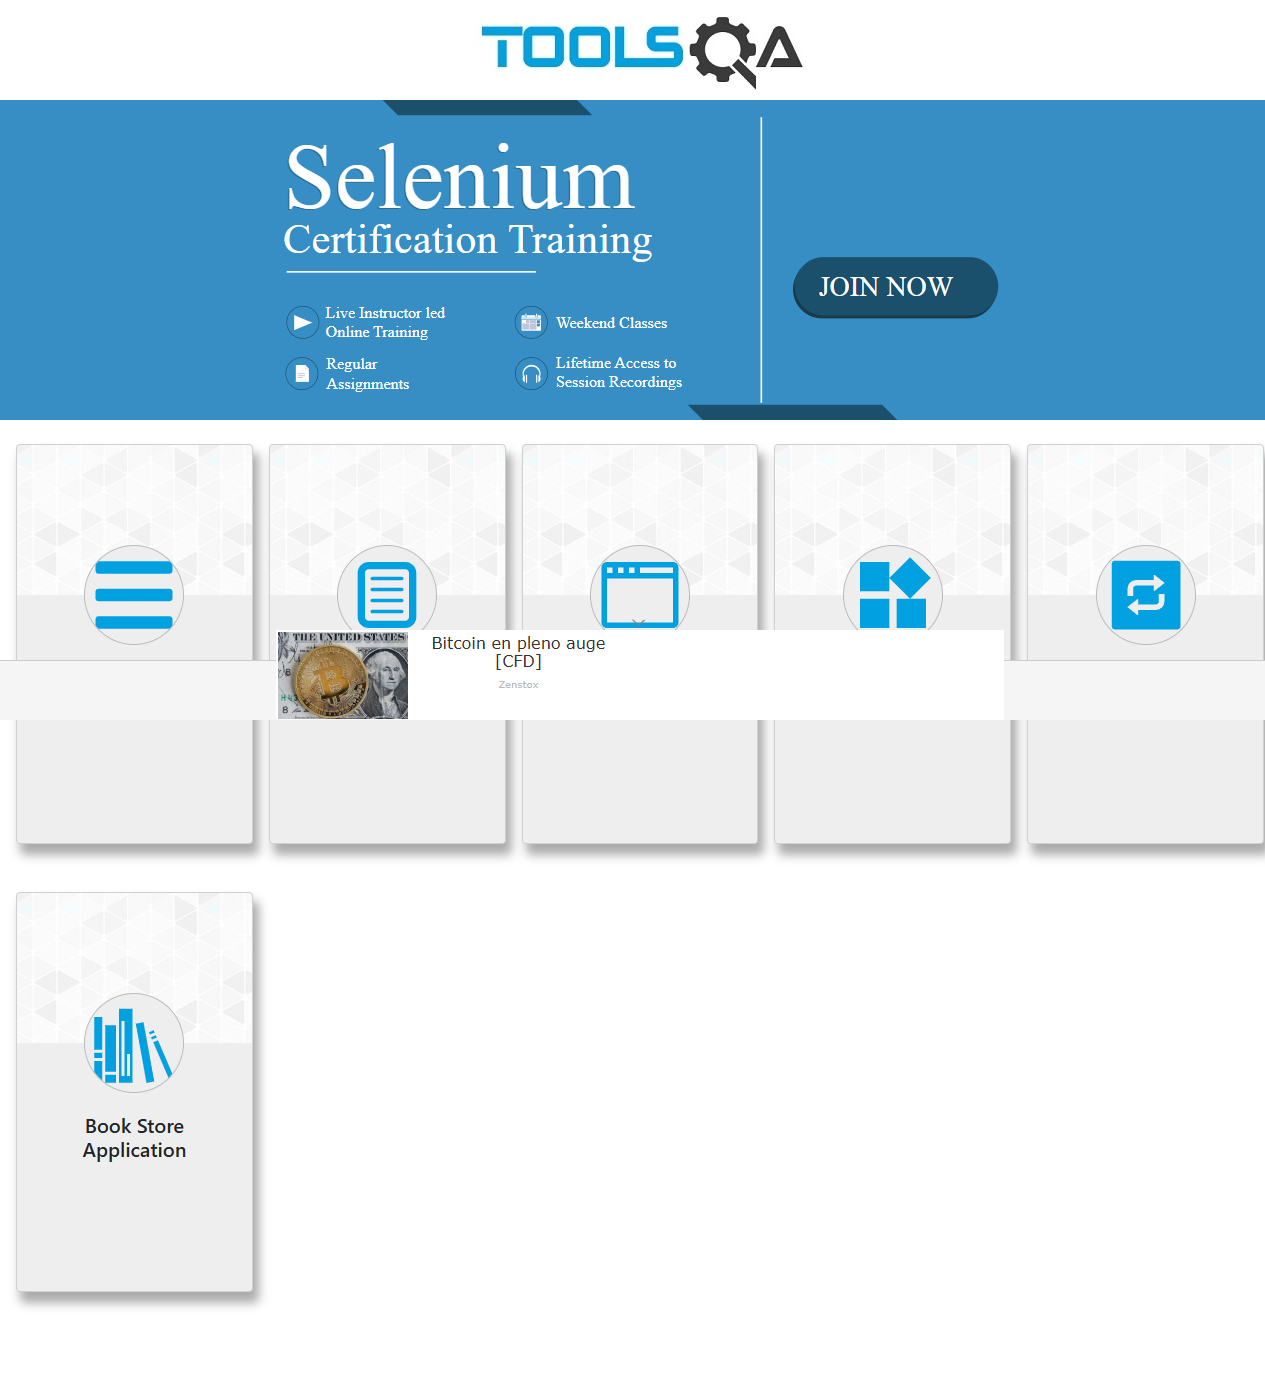 TOOLSQA
Selenium
Certification Training
JOIN NOW
Live Instructor led
Online Training
Weekend Classes
Regular
Assignments
Lifetime Access to
Session Recordings
THE UNITED STATES
Bitcoin en pleno auge
[CFD]
Zenstox
Book Store
Application